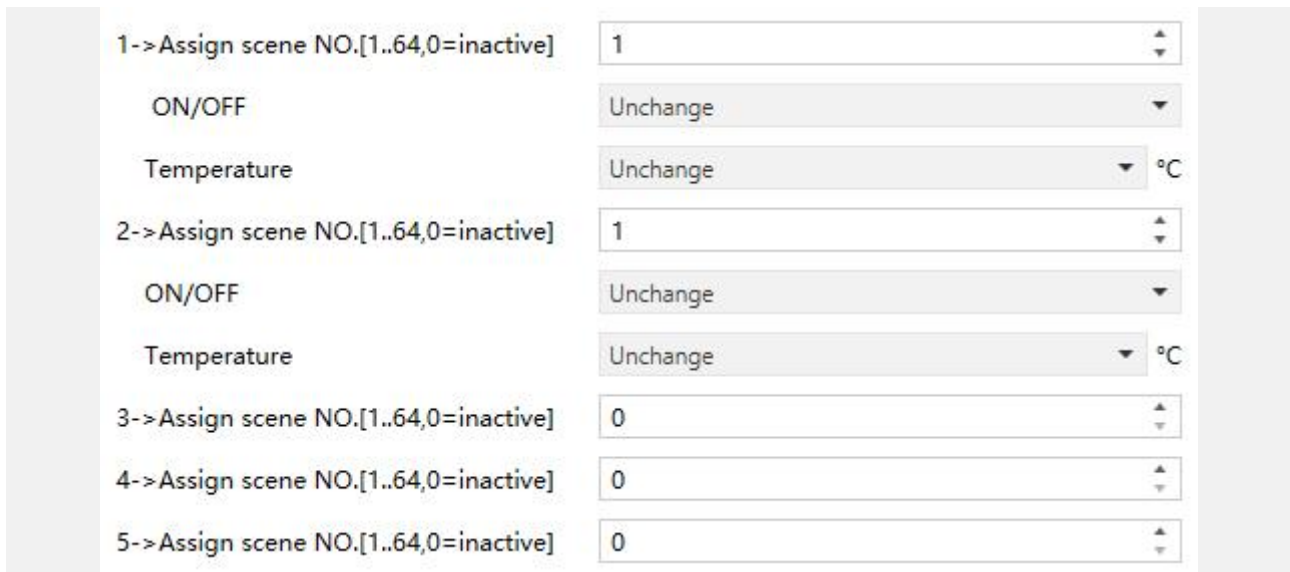 1->Assign scene NO.[1..64,0=inactive] 1
ON/OFF Unchange
Temperature Unchange °C
2->Assign scene NO.[1..64,0=inactive] 1
ON/OFF Unchange
Temperature Unchange °C
3->Assign scene NO.[1..64,0=inactive] 0
4->Assign scene NO.[1..64,0=inactive] 0
5->Assign scene NO.[1..64,0=inactive] 0